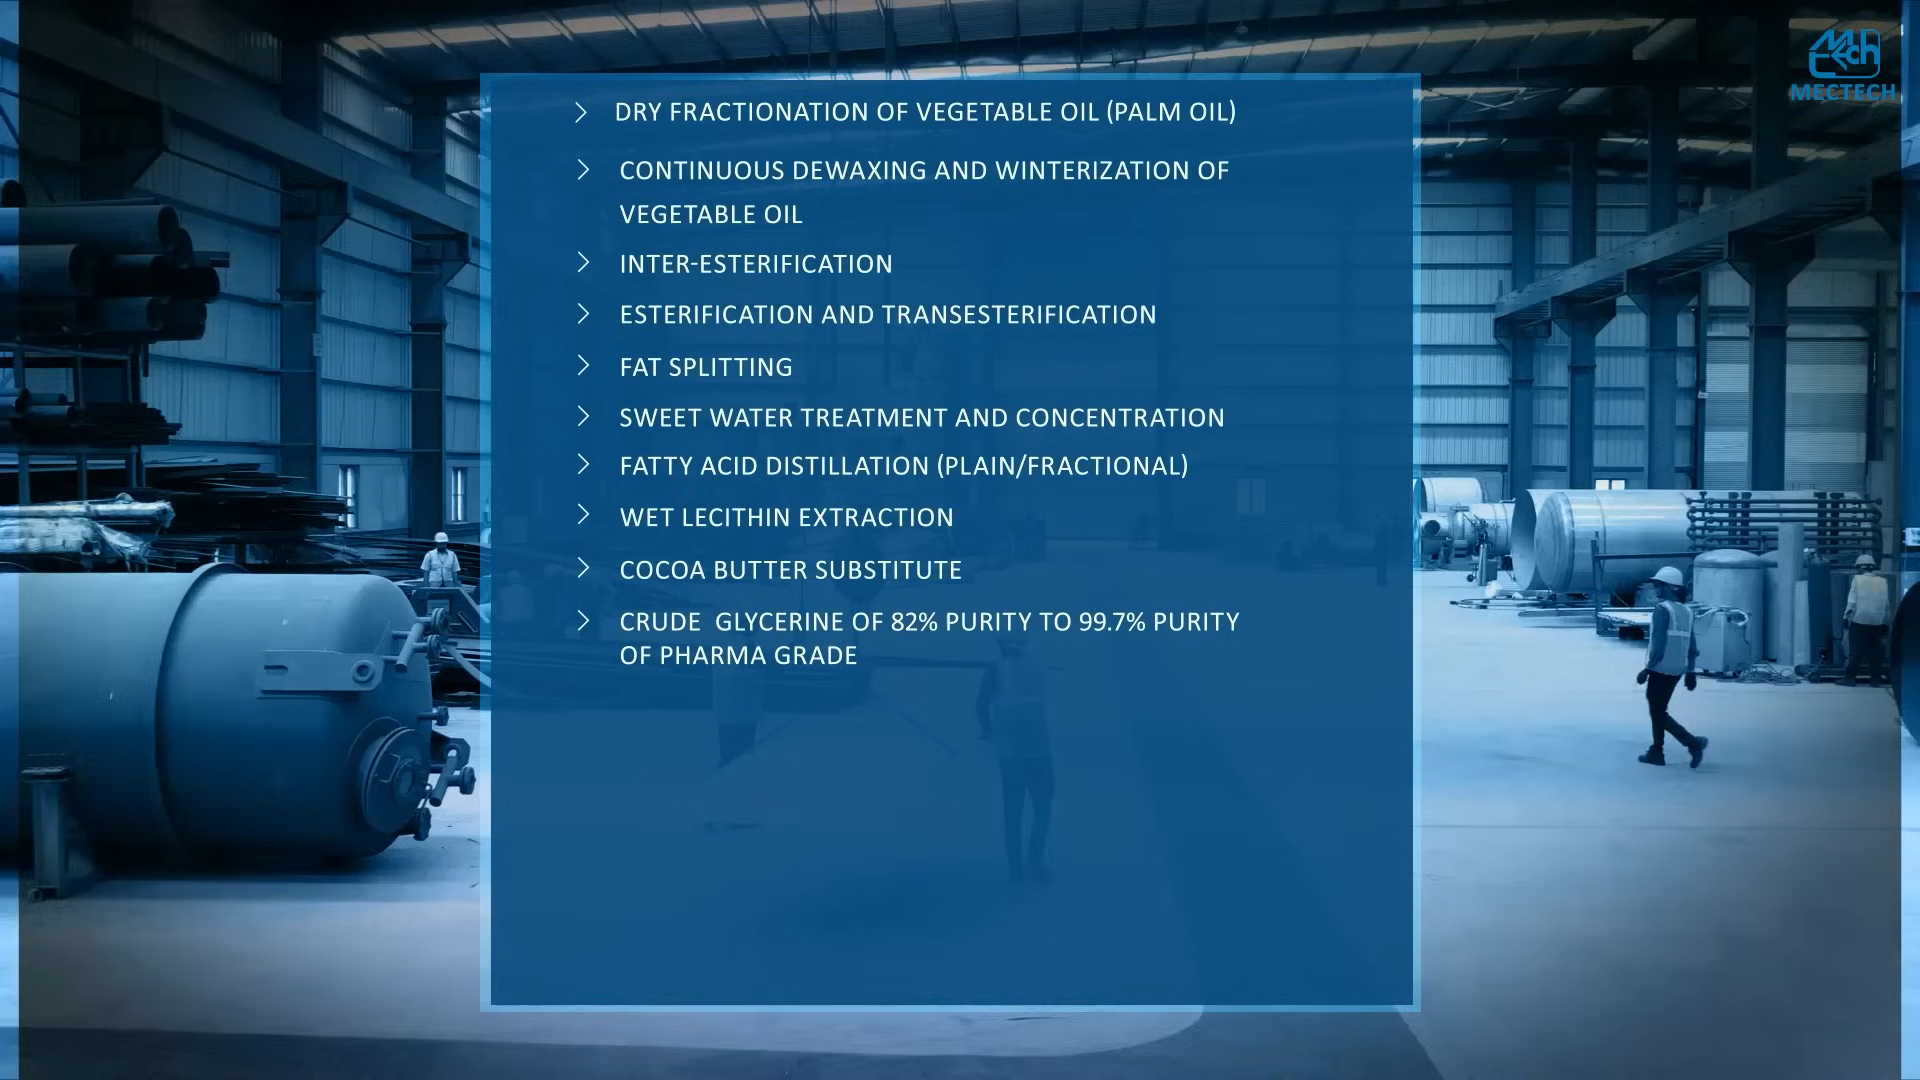 Mech
MECTECH
DRY FRACTIONATION OF VEGETABLE OIL (PALM OIL)
CONTINUOUS DEWAXING AND WINTERIZATION OF
VEGETABLE OIL
INTER-ESTERIFICATION
ESTERIFICATION AND TRANSESTERIFICATION
FAT SPLITTING
SWEET WATER TREATMENT AND CONCENTRATION
FATTY ACID DISTILLATION (PLAIN/FRACTIONAL)
WET LECITHIN EXTRACTION
COCOA BUTTER SUBSTITUTE
CRUDE GLYCERINE OF 82% PURITY TO 99.7% PURITY
OF PHARMA GRADE